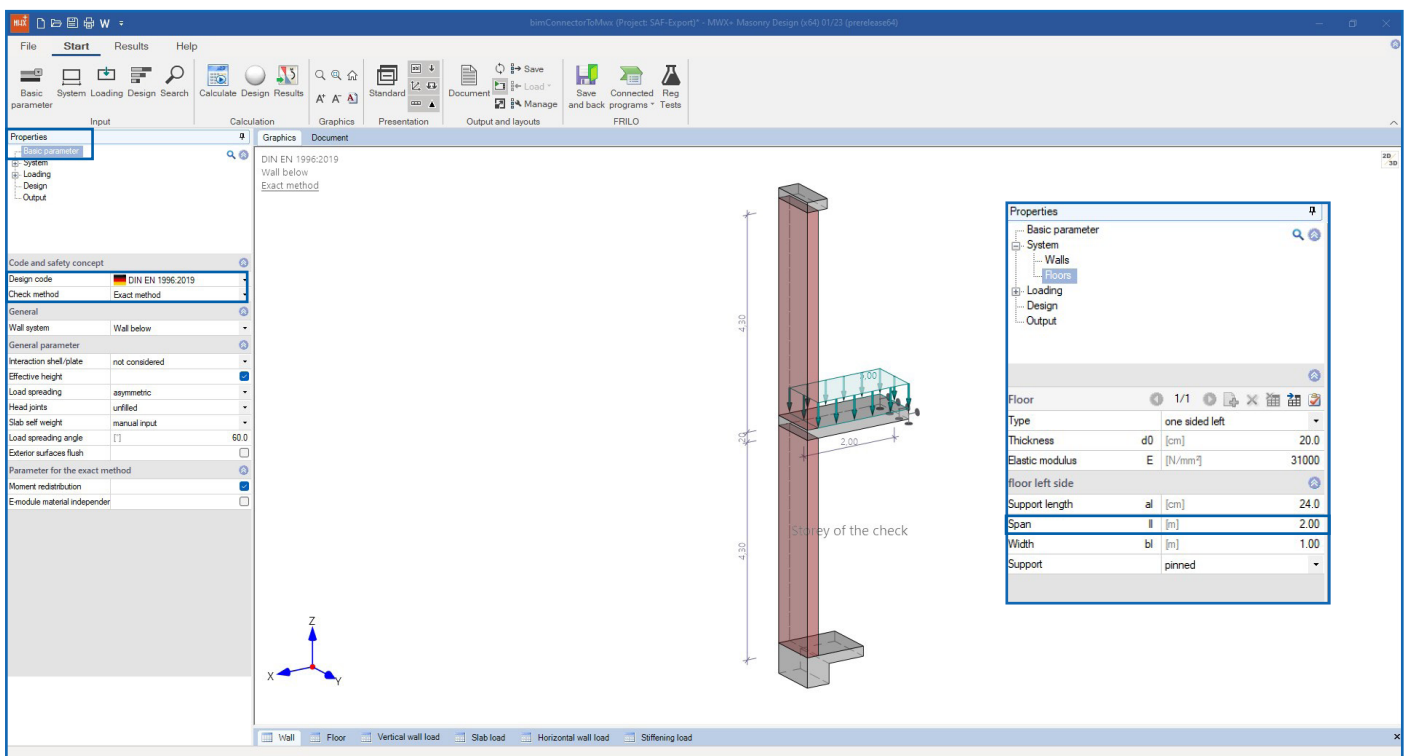 MWX W bimConnectorToMwx (Project: SAF-Export)* - MWX+ Masonry Design (x64) 01/23 (prerelease64)
File Start Results Help
Save
Load
Manage
Basic parameter System Loading Design Search Calculate Design Results A+ A- A Standard Document Save and back Connected programs Reg Tests
Input Calculation Graphics Presentation Output and layouts FRILO
Properties
Basic parameter
System
Loading
Design
Output
Code and safety concept
Design code DIN EN 1996:2019
Check method Exact method
General
Wall system Wall below
General parameter
Interaction shell/plate not considered
Effective height
Load spreading asymmetric
Head joints unfilled
Slab self weight manual input
Load spreading angle [°] 60.0
Exterior surfaces flush
Parameter for the exact method
Moment redistribution
E-module material independer
Graphics Document
DIN EN 1996:2019
Wall below
Exact method
2D/3D
4.30
5.00
.20
2.00
Storey of the check
4.30
Z
X
Y
Properties
Basic parameter
System
Walls
Floors
Loading
Design
Output
Floor 1/1
Type one sided left
Thickness d0 [cm] 20.0
Elastic modulus E [N/mm²] 31000
floor left side
Support length al [cm] 24.0
Span ll [m] 2.00
Width bl [m] 1.00
Support pinned
Wall Floor Vertical wall load Slab load Horizontal wall load Stiffening load